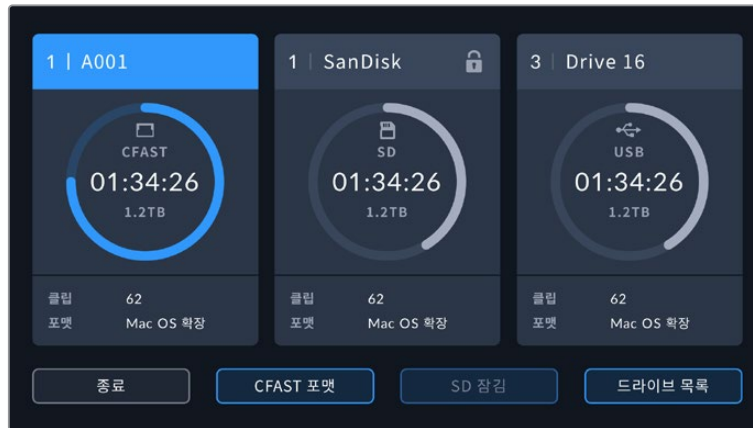 1 | A001
CFAST
01:34:26
1.2TB
클립 62
포맷 Mac OS 확장
1 | SanDisk
SD
01:34:26
1.2TB
클립 62
포맷 Mac OS 확장
3 | Drive 16
USB
01:34:26
1.2TB
클립 62
포맷 Mac OS 확장
종료
CFAST 포맷
SD 잠김
드라이브 목록